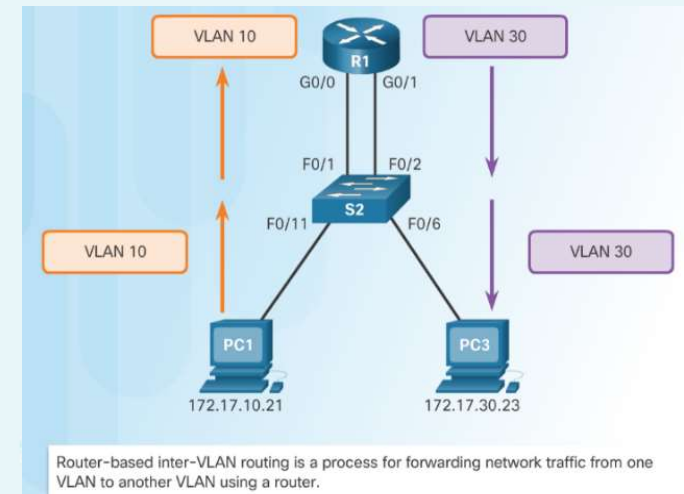 VLAN 10
VLAN 30
R1
G0/0
G0/1
F0/1
F0/2
S2
F0/11
F0/6
VLAN 10
VLAN 30
PC1
PC3
172.17.10.21
172.17.30.23
Router-based inter-VLAN routing is a process for forwarding network traffic from one
VLAN to another VLAN using a router.